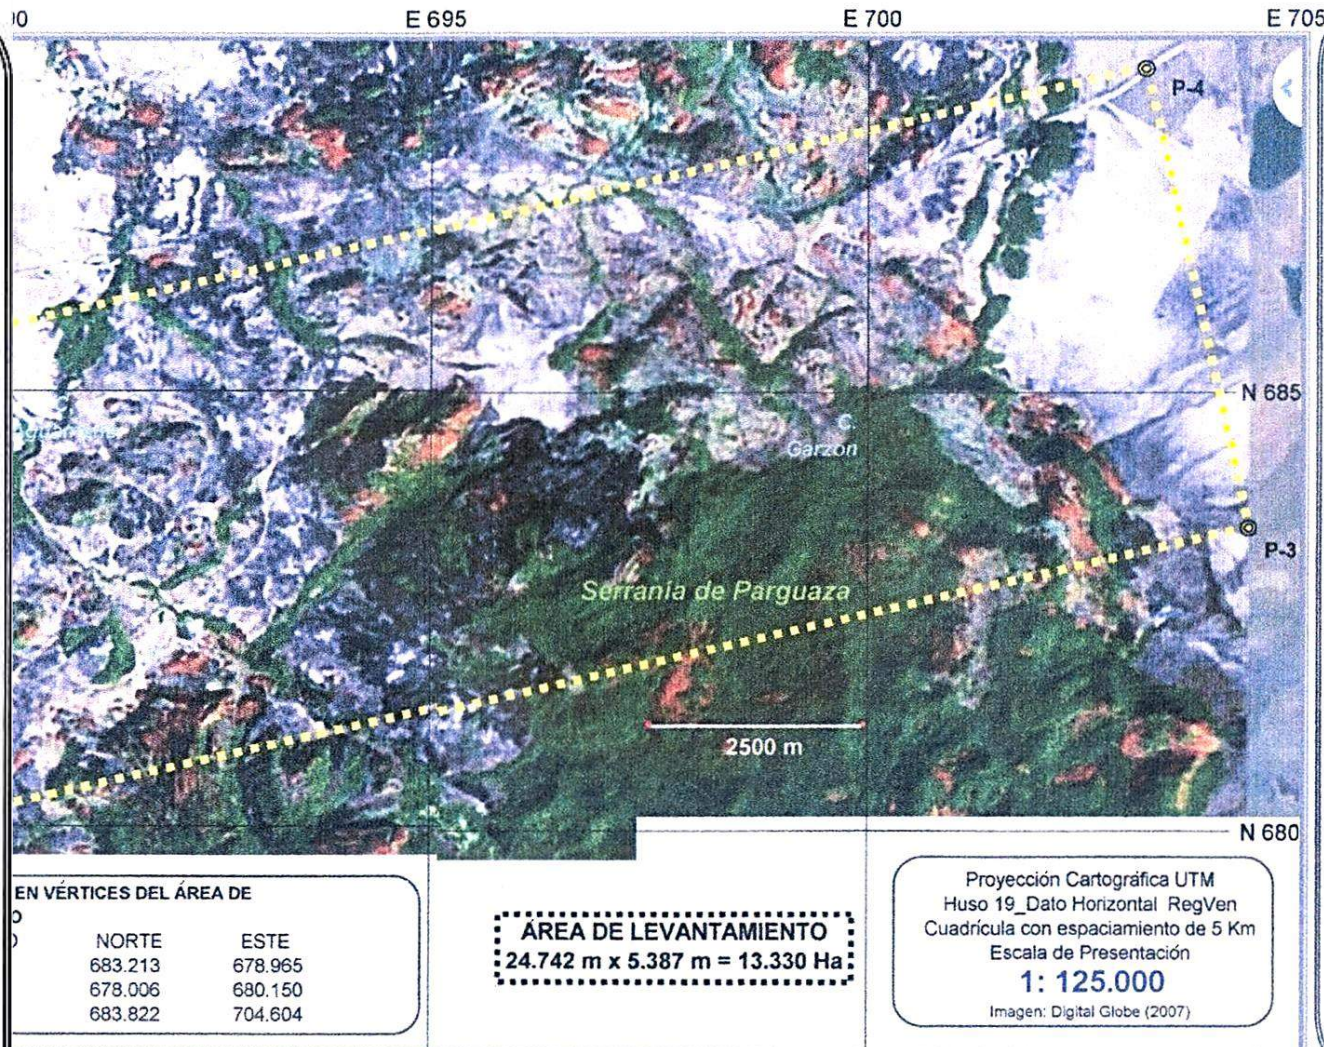 E 695
E 700
E 705
P-4
N 685
C.
Garzón
P-3
Serranía de Parguaza
2500 m
N 680
EN VÉRTICES DEL ÁREA DE
NORTE ESTE
683.213 678.965
678.006 680.150
683.822 704.604
ÁREA DE LEVANTAMIENTO
24.742 m x 5.387 m = 13.330 Ha
Proyección Cartográfica UTM
Huso 19_Dato Horizontal RegVen
Cuadrícula con espaciamiento de 5 Km
Escala de Presentación
1: 125.000
Imagen: Digital Globe (2007)